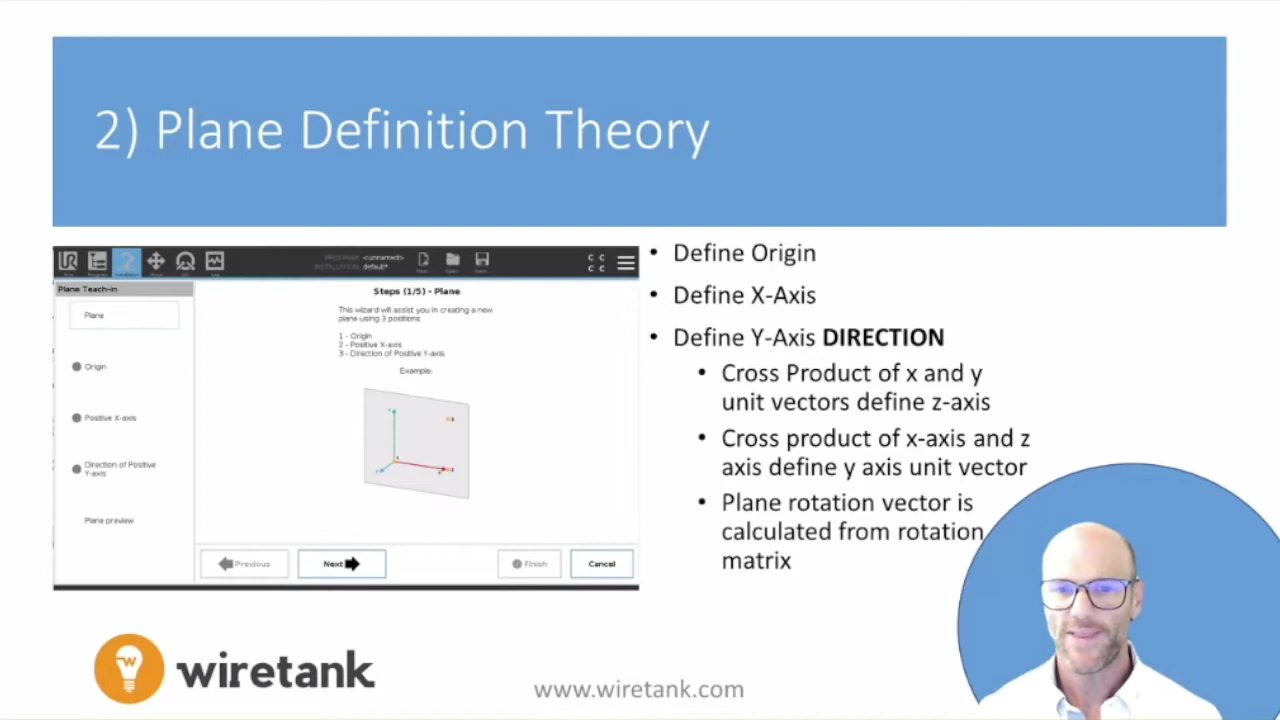 2) Plane Definition Theory
PROGRAM <unnamed>
INSTALLATION default*
Plane Teach-in
Plane
Origin
Positive X-axis
Direction of Positive
Y-axis
Plane preview
Steps (1/5) - Plane
This wizard will assist you in creating a new
plane using 3 positions
1 - Origin
2 - Positive X-axis
3 - Direction of Positive Y-axis
Example:
Previous
Next
Finish
Cancel
• Define Origin
• Define X-Axis
• Define Y-Axis DIRECTION
• Cross Product of x and y
unit vectors define z-axis
• Cross product of x-axis and z
axis define y axis unit vector
• Plane rotation vector is
calculated from rotation
matrix
wiretank
www.wiretank.com